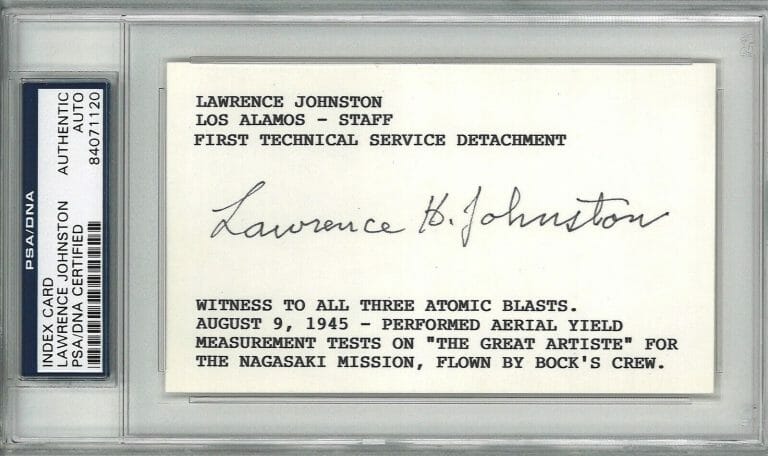 PSA/DNA
INDEX CARD
LAWRENCE JOHNSTON
PSA/DNA CERTIFIED
AUTHENTIC
AUTO
84071120
LAWRENCE JOHNSTON
LOS ALAMOS - STAFF
FIRST TECHNICAL SERVICE DETACHMENT
Lawrence H. Johnston
WITNESS TO ALL THREE ATOMIC BLASTS.
AUGUST 9, 1945 - PERFORMED AERIAL YIELD
MEASUREMENT TESTS ON "THE GREAT ARTISTE" FOR
THE NAGASAKI MISSION, FLOWN BY BOCK'S CREW.